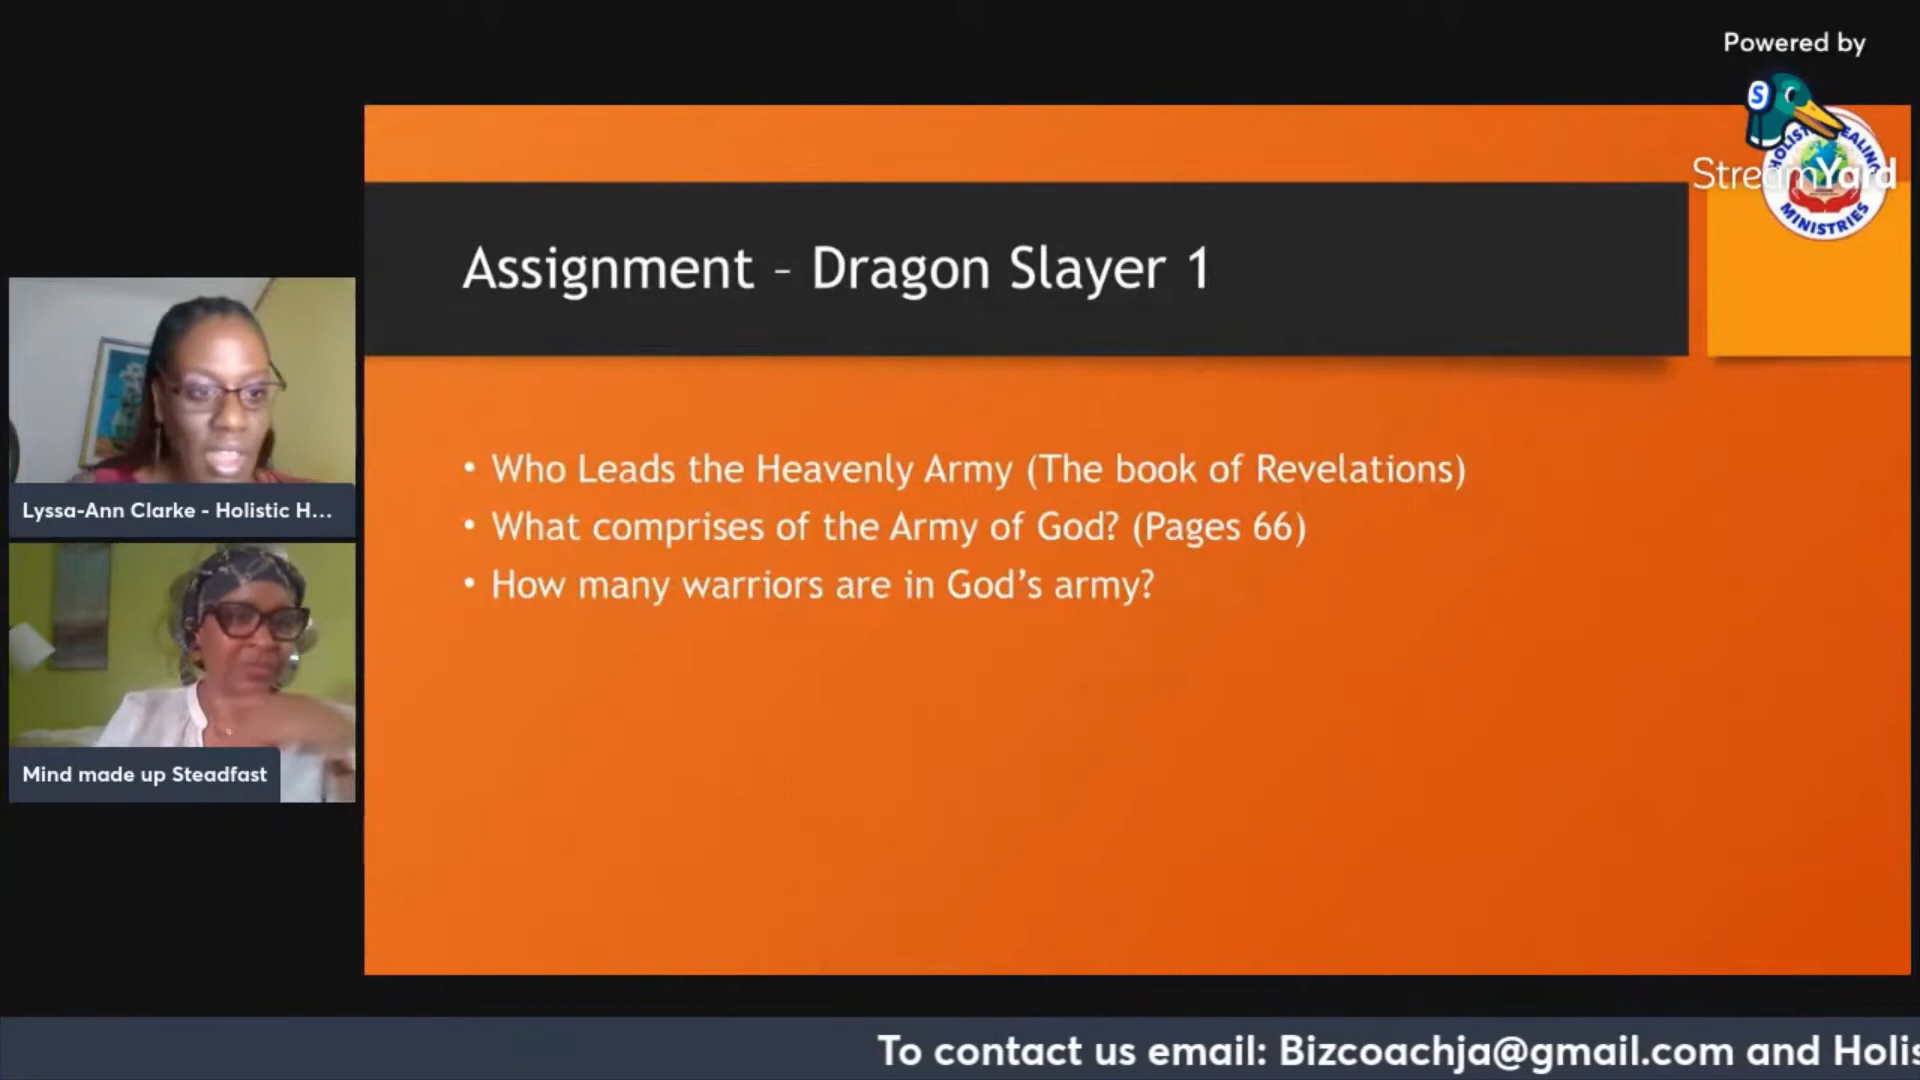 Powered by
StreamYard
MINISTRIES
Assignment – Dragon Slayer 1
• Who Leads the Heavenly Army (The book of Revelations)
• What comprises of the Army of God? (Pages 66)
• How many warriors are in God’s army?
Lyssa-Ann Clarke - Holistic H...
Mind made up Steadfast
To contact us email: Bizcoachja@gmail.com and Holis